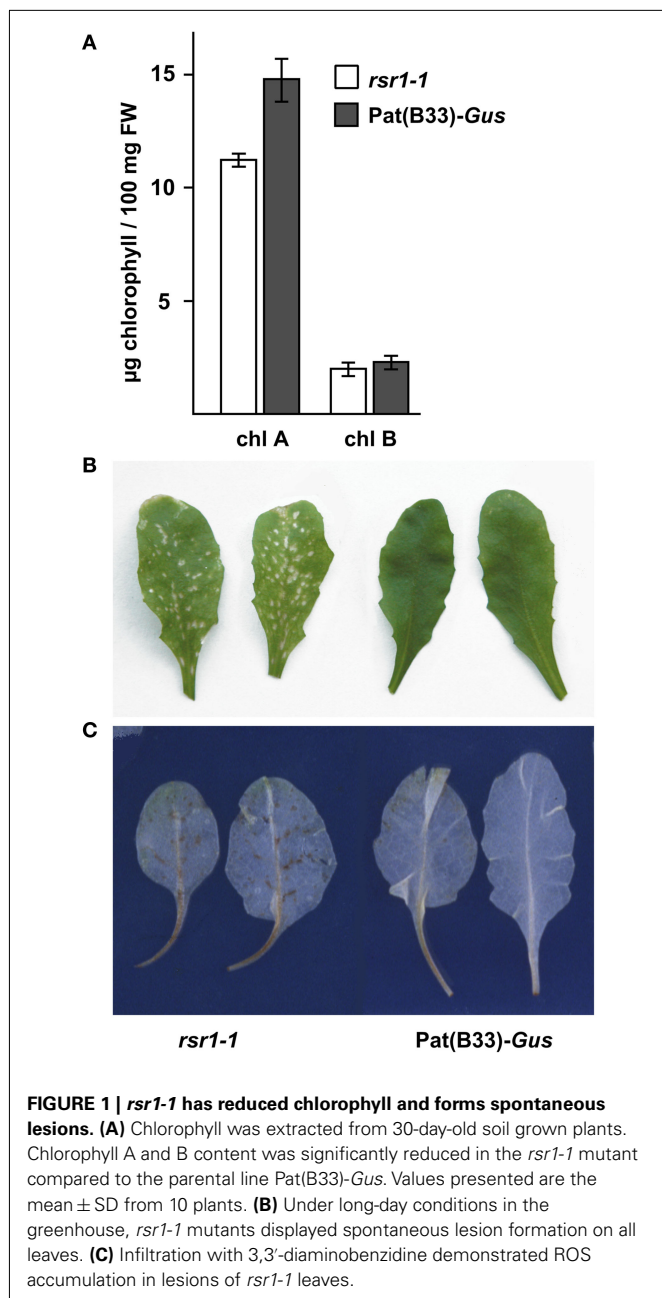 A
µg chlorophyll / 100 mg FW
15
10
5
rsr1-1
Pat(B33)-Gus
chl A
chl B
B
C
rsr1-1
Pat(B33)-Gus
FIGURE 1 | rsr1-1 has reduced chlorophyll and forms spontaneous
lesions. (A) Chlorophyll was extracted from 30-day-old soil grown plants.
Chlorophyll A and B content was significantly reduced in the rsr1-1 mutant
compared to the parental line Pat(B33)-Gus. Values presented are the
mean ± SD from 10 plants. (B) Under long-day conditions in the
greenhouse, rsr1-1 mutants displayed spontaneous lesion formation on all
leaves. (C) Infiltration with 3,3′-diaminobenzidine demonstrated ROS
accumulation in lesions of rsr1-1 leaves.